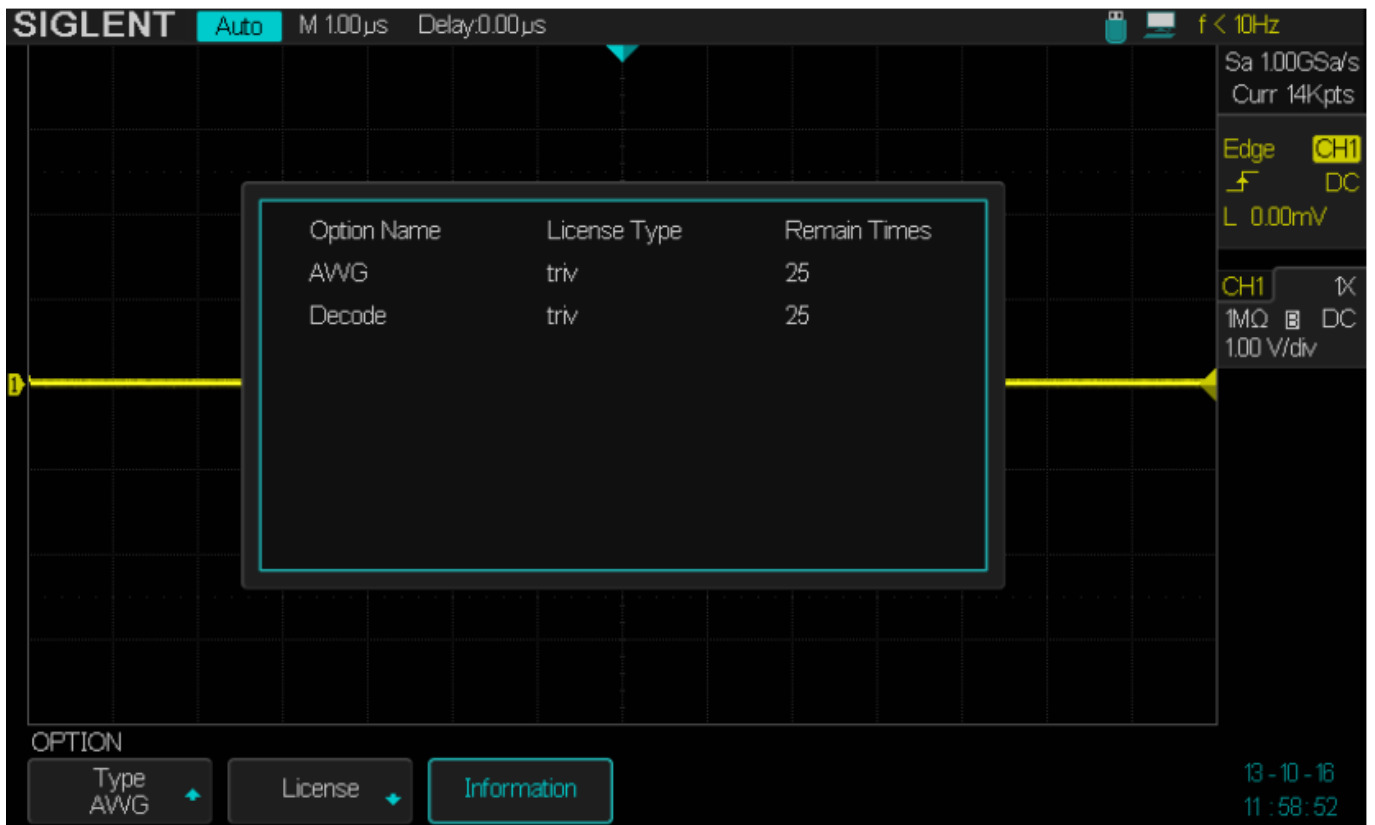 SIGLENT Auto M 1.00µs Delay:0.00µs f < 10Hz
Sa 1.00GSa/s
Curr 14Kpts
Edge CH1
DC
L 0.00mV
CH1 1X
1MΩ B DC
1.00 V/div
Option Name License Type Remain Times
AWG triv 25
Decode triv 25
1
OPTION
Type
AWG
License
Information
13-10-16
11:58:52